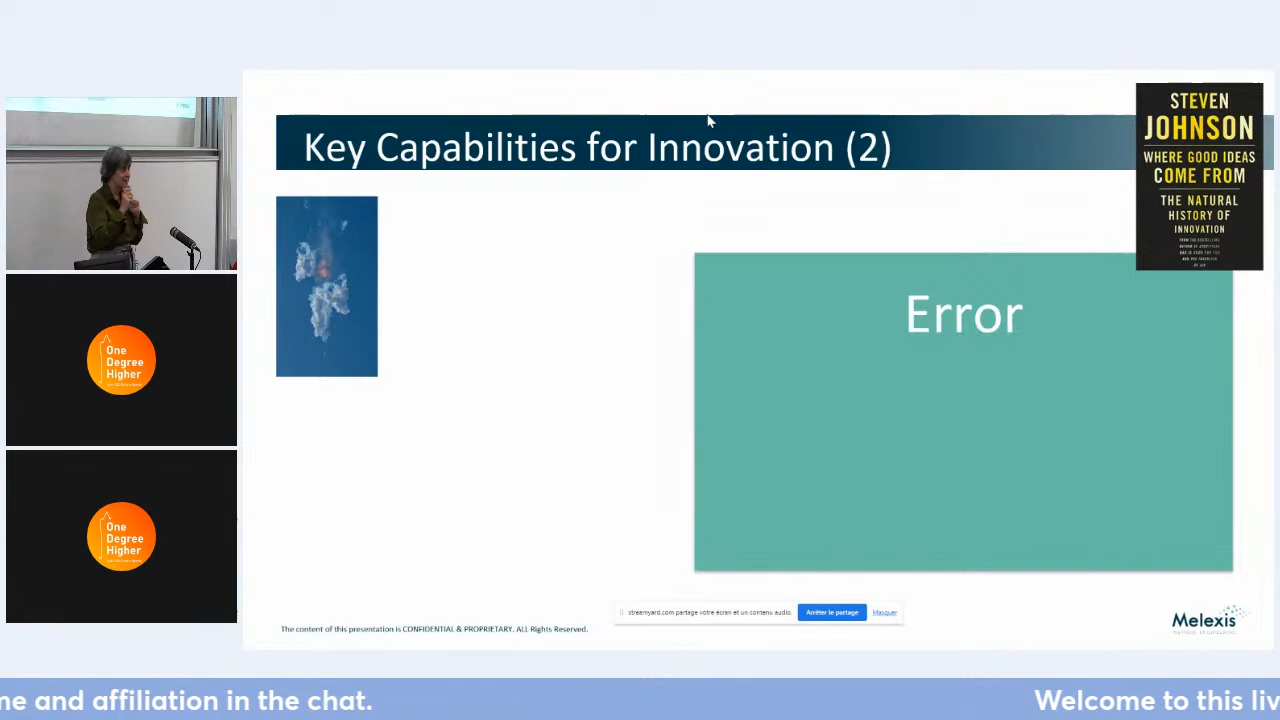 Key Capabilities for Innovation (2)
STEVEN
JOHNSON
WHERE GOOD IDEAS
COME FROM
THE NATURAL
HISTORY OF
INNOVATION
Error
One
Degree
Higher
One
Degree
Higher
streamyard.com partage votre écran et un contenu audio.
Arrêter le partage
Masquer
The content of this presentation is CONFIDENTIAL & PROPRIETARY. ALL Rights Reserved.
Melexis
me and affiliation in the chat.
Welcome to this liv